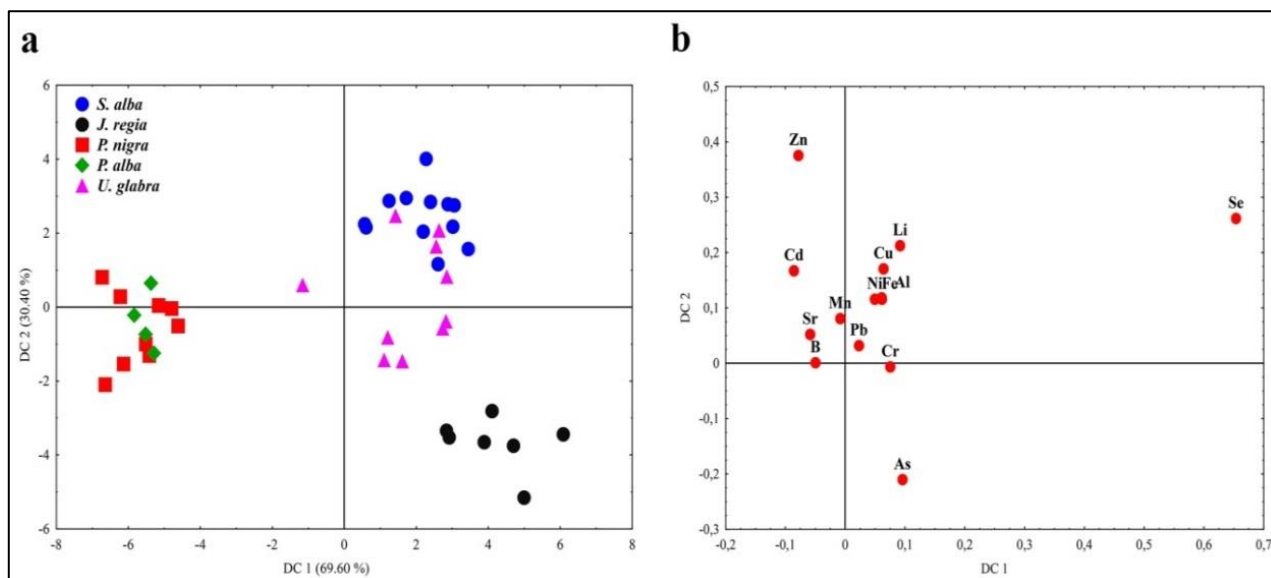 a
6
4
2
0
-2
-4
-6
DC 2 (30.40 %)
S. alba
J. regia
P. nigra
P. alba
U. glabra
-8 -6 -4 -2 0 2 4 6 8
DC 1 (69.60 %)
b
0,5
0,4
0,3
0,2
0,1
0
-0,1
-0,2
-0,3
DC 2
Zn
Se
Li
Cd Cu
Ni Fe Al
Mn
Sr Pb
B Cr
As
-0,2 -0,1 0 0,1 0,2 0,3 0,4 0,5 0,6 0,7
DC 1